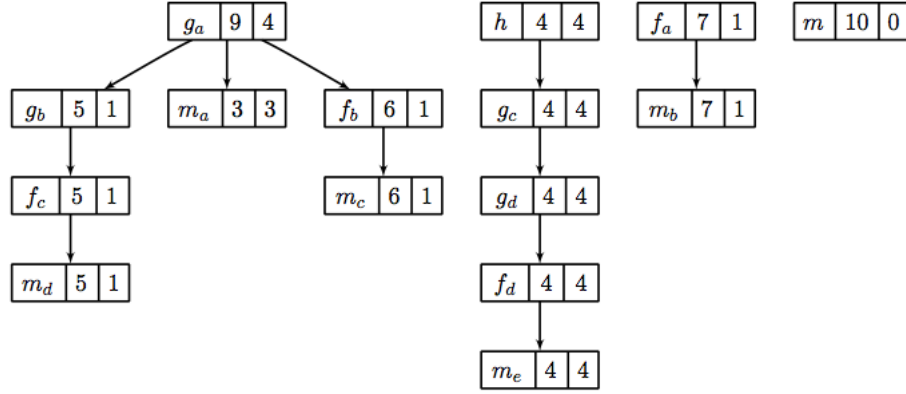 g_a 9 4 h 4 4 f_a 7 1 m 10 0
g_b 5 1 m_a 3 3 f_b 6 1 g_c 4 4 m_b 7 1
f_c 5 1 m_c 6 1 g_d 4 4
m_d 5 1 f_d 4 4
m_e 4 4